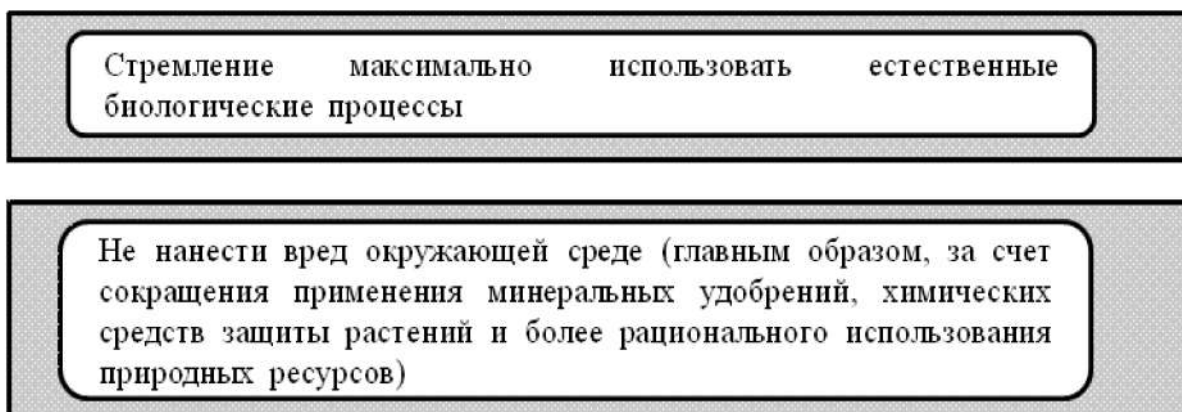 Стремление максимально использовать естественные
биологические процессы
Не нанести вред окружающей среде (главным образом, за счет
сокращения применения минеральных удобрений, химических
средств защиты растений и более рационального использования
природных ресурсов)